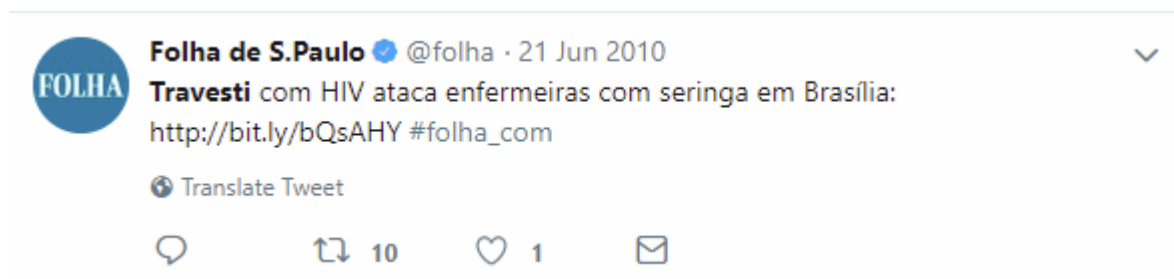 Folha de S.Paulo @folha · 21 Jun 2010
FOLHA
Travesti com HIV ataca enfermeiras com seringa em Brasília:
http://bit.ly/bQsAHY #folha_com
Translate Tweet
10 1